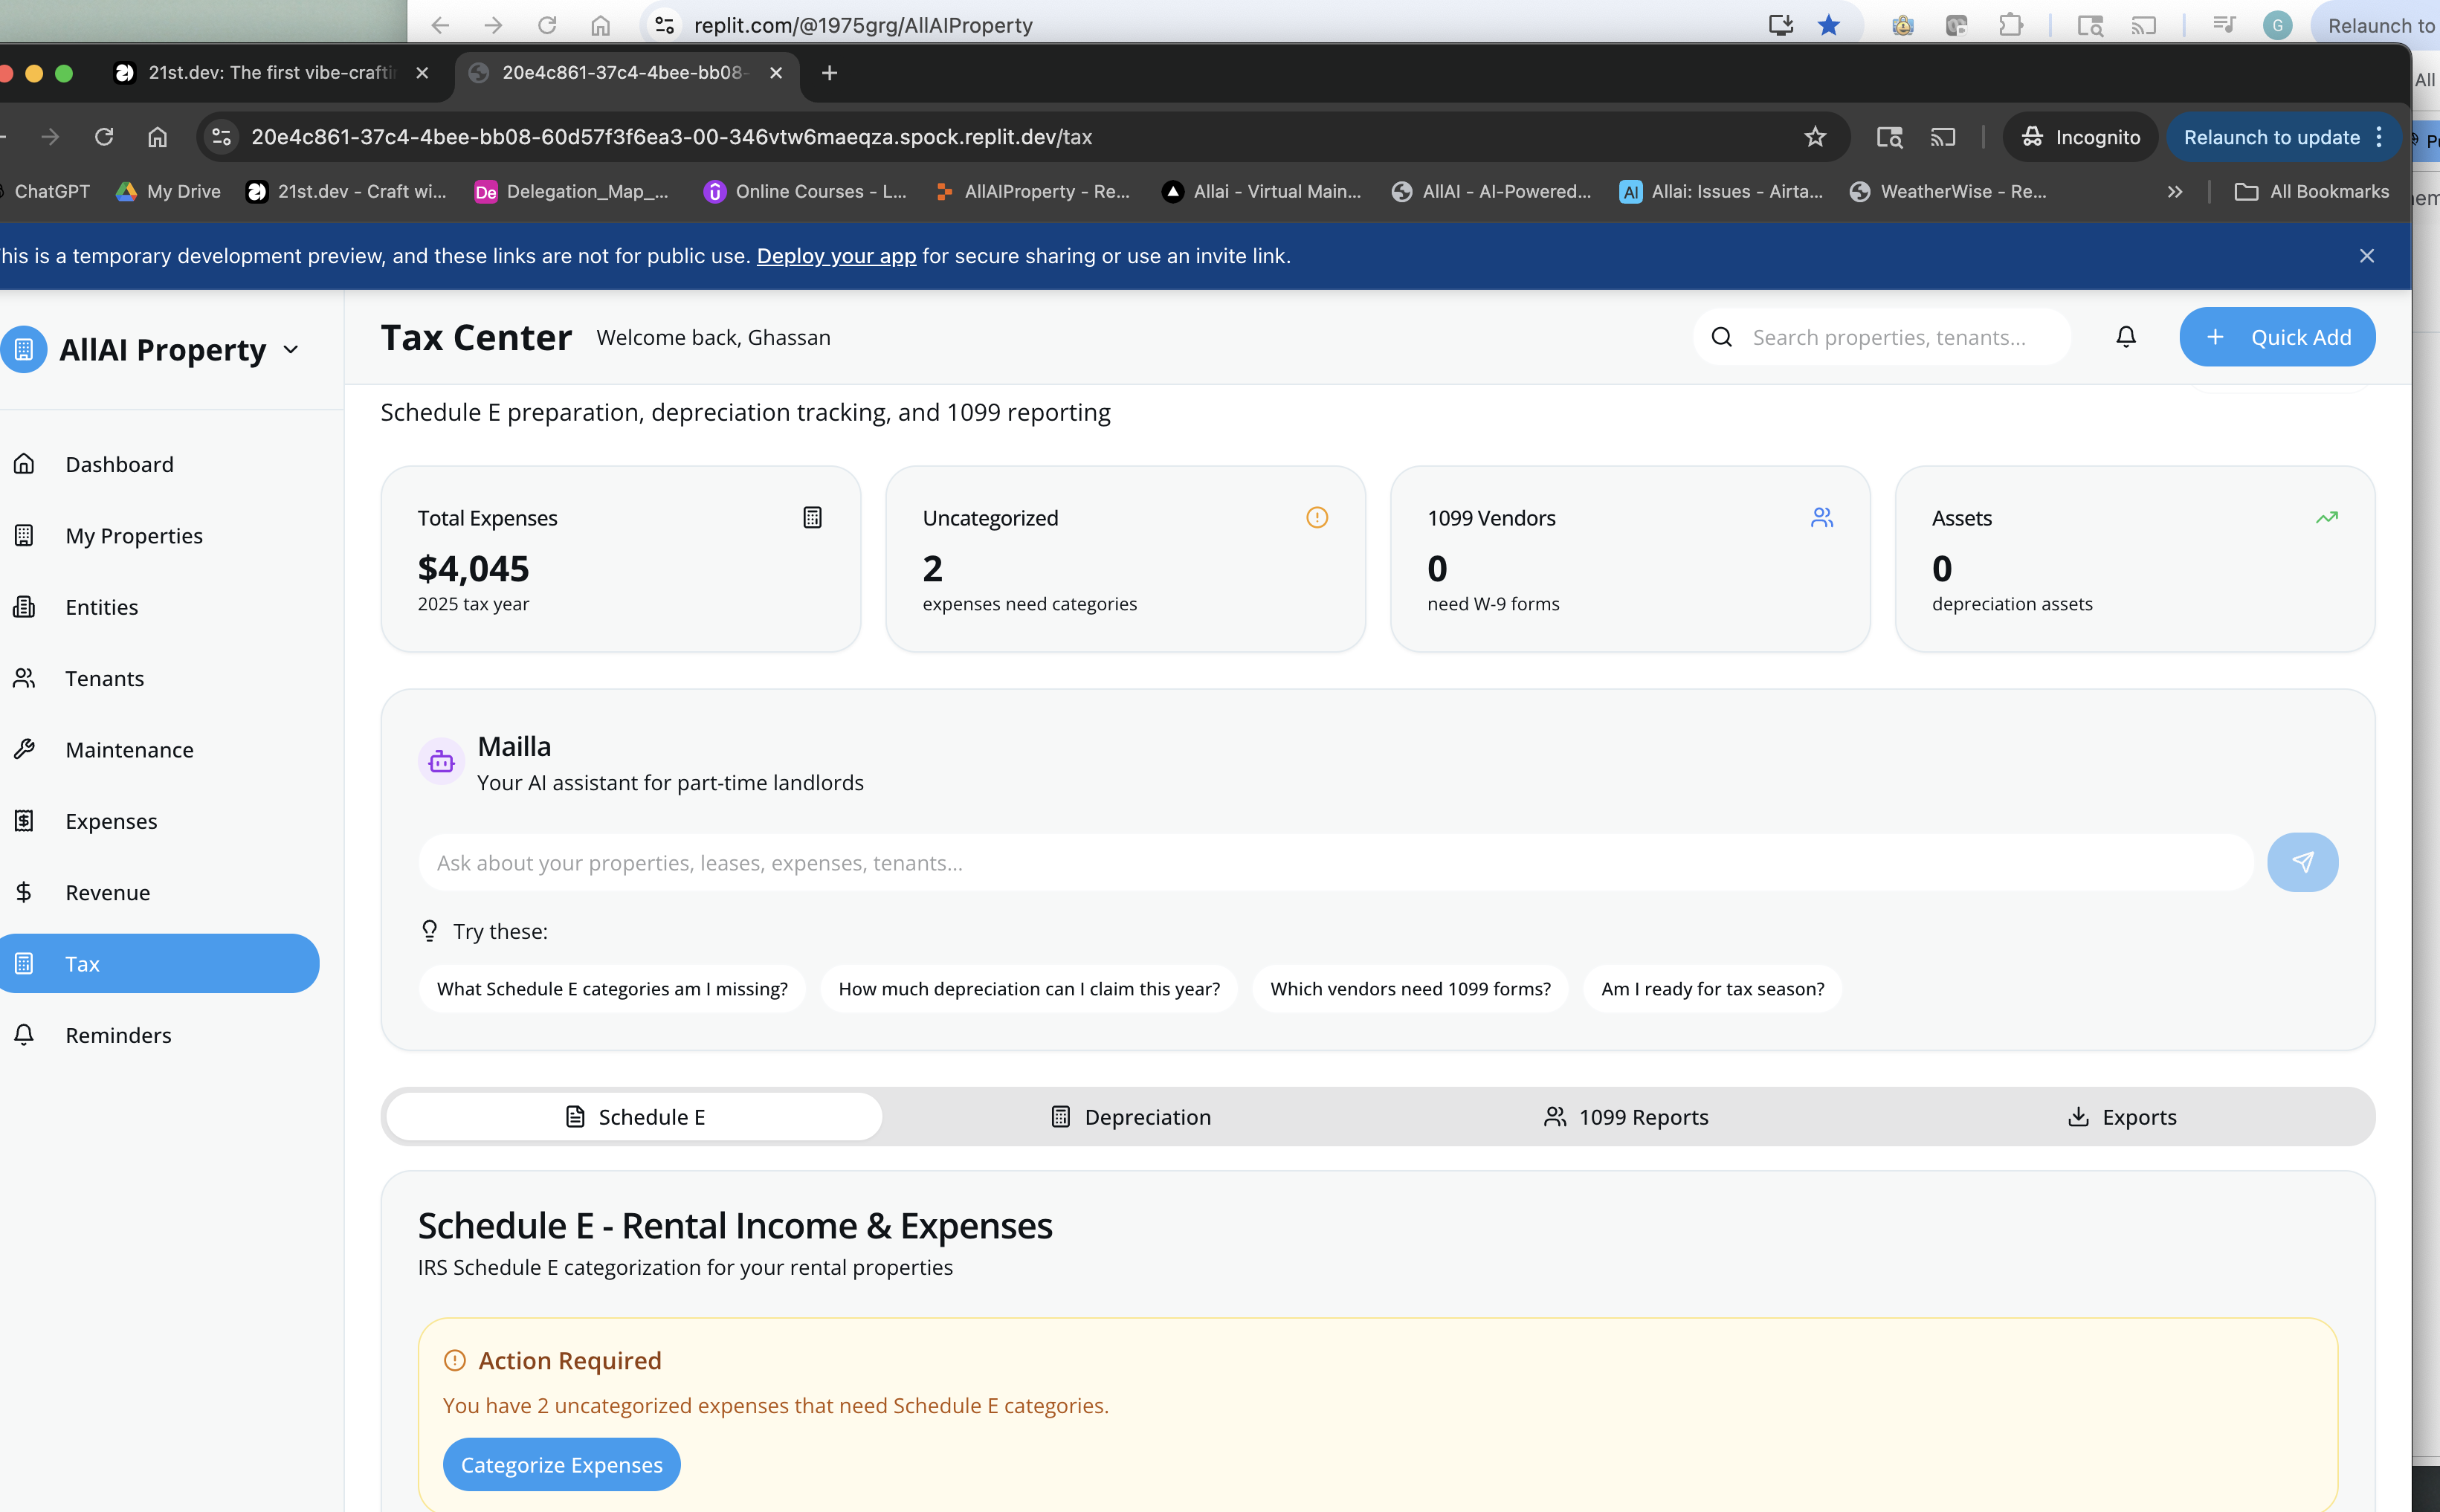 replit.com/@1975grg/AllAIProperty
G
Relaunch to
21st.dev: The first vibe-crafti
20e4c861-37c4-4bee-bb08-
All
20e4c861-37c4-4bee-bb08-60d57f3f6ea3-00-346vtw6maeqza.spock.replit.dev/tax
Incognito
Relaunch to update
ChatGPT
My Drive
21st.dev - Craft wi...
De
Delegation_Map_...
Online Courses - L...
AllAIProperty - Re...
Allai - Virtual Main...
AllAI - AI-Powered...
AI
Allai: Issues - Airta...
WeatherWise - Re...
All Bookmarks
his is a temporary development preview, and these links are not for public use. Deploy your app for secure sharing or use an invite link.
AllAI Property
Tax Center
Welcome back, Ghassan
Search properties, tenants...
Quick Add
Dashboard
My Properties
Entities
Tenants
Maintenance
Expenses
Revenue
Tax
Reminders
Schedule E preparation, depreciation tracking, and 1099 reporting
Total Expenses
$4,045
2025 tax year
Uncategorized
2
expenses need categories
1099 Vendors
0
need W-9 forms
Assets
0
depreciation assets
Mailla
Your AI assistant for part-time landlords
Ask about your properties, leases, expenses, tenants...
Try these:
What Schedule E categories am I missing?
How much depreciation can I claim this year?
Which vendors need 1099 forms?
Am I ready for tax season?
Schedule E
Depreciation
1099 Reports
Exports
Schedule E - Rental Income & Expenses
IRS Schedule E categorization for your rental properties
Action Required
You have 2 uncategorized expenses that need Schedule E categories.
Categorize Expenses